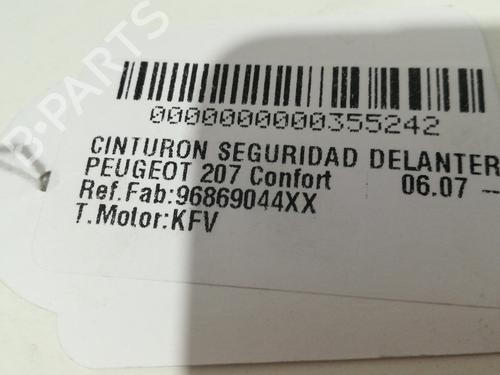 B-PARTS
0000000000355242
CINTURON SEGURIDAD DELANTER
PEUGEOT 207 Confort 06.07 --
Ref.Fab:96869044XX
T.Motor:KFV